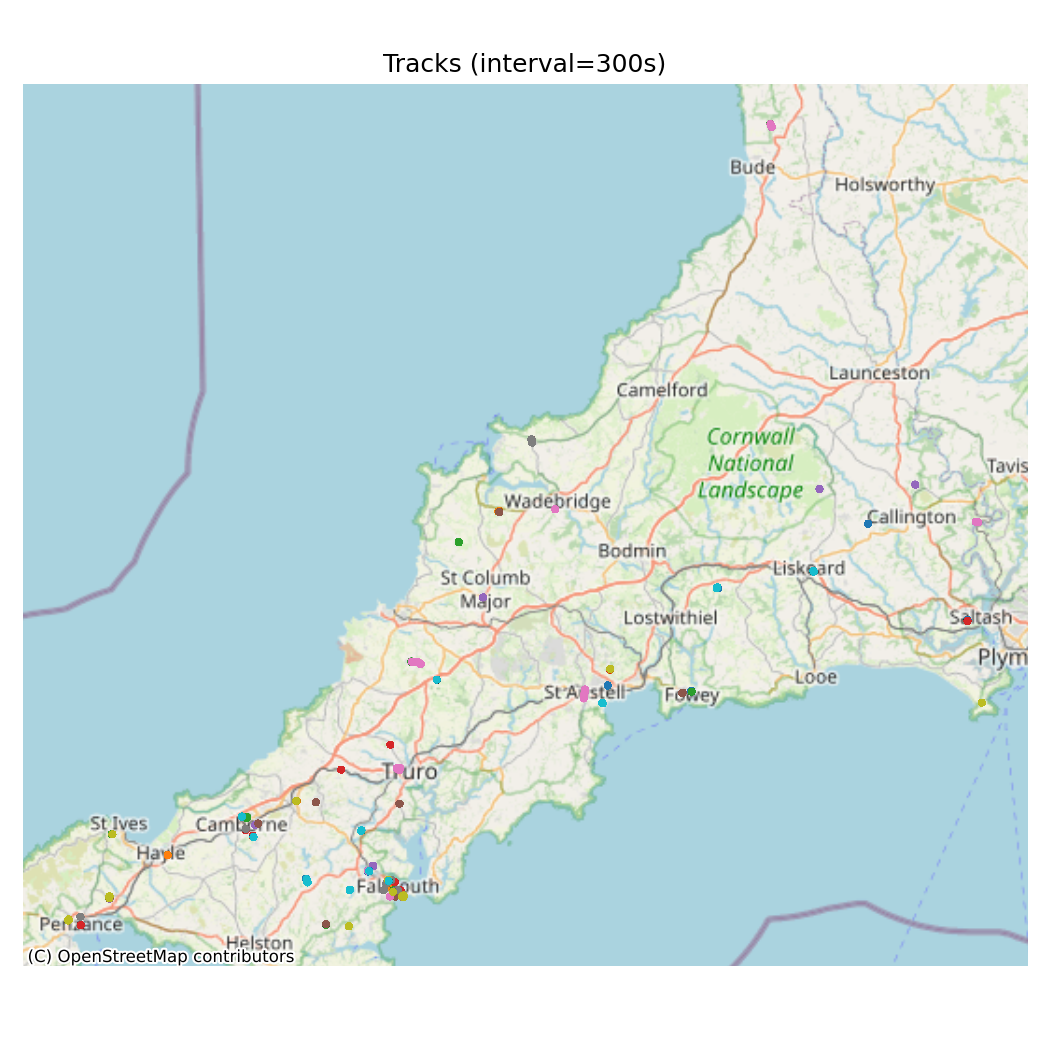 Tracks (interval=300s)
Bude
Holsworthy
Launceston
Camelford
Cornwall
National
Landscape
Tavis
Wadebridge
Callington
Bodmin
Liskeard
St Columb
Major
Lostwithiel
Saltash
Plym
Looe
St Austell
Fowey
Truro
St Ives
Camborne
Hayle
Falmouth
Penzance
Helston
(C) OpenStreetMap contributors